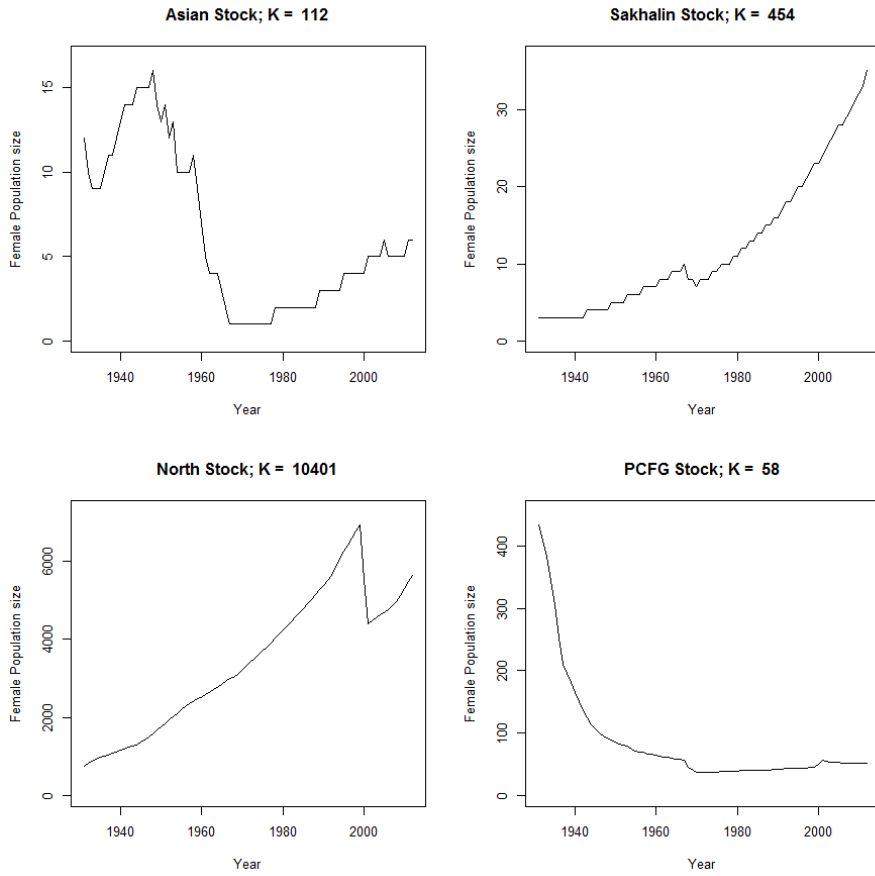 Asian Stock; K = 112
Female Population size
0 5 10 15
1940 1960 1980 2000
Year
Sakhalin Stock; K = 454
Female Population size
0 10 20 30
1940 1960 1980 2000
Year
North Stock; K = 10401
Female Population size
0 2000 4000 6000
1940 1960 1980 2000
Year
PCFG Stock; K = 58
Female Population size
0 100 200 300 400
1940 1960 1980 2000
Year